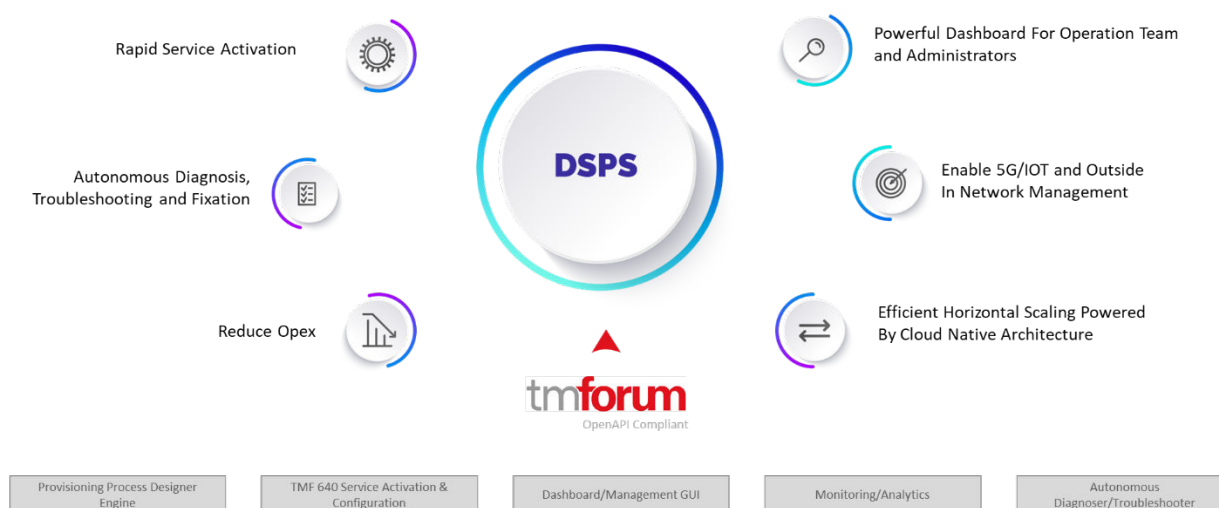 Rapid Service Activation
Powerful Dashboard For Operation Team
and Administrators
DSPS
Autonomous Diagnosis,
Troubleshooting and Fixation
Enable 5G/IOT and Outside
In Network Management
Reduce Opex
Efficient Horizontal Scaling Powered
By Cloud Native Architecture
tmforum
OpenAPI Compliant
Provisioning Process Designer
Engine
TMF 640 Service Activation &
Configuration
Dashboard/Management GUI
Monitoring/Analytics
Autonomous
Diagnoser/Troubleshooter